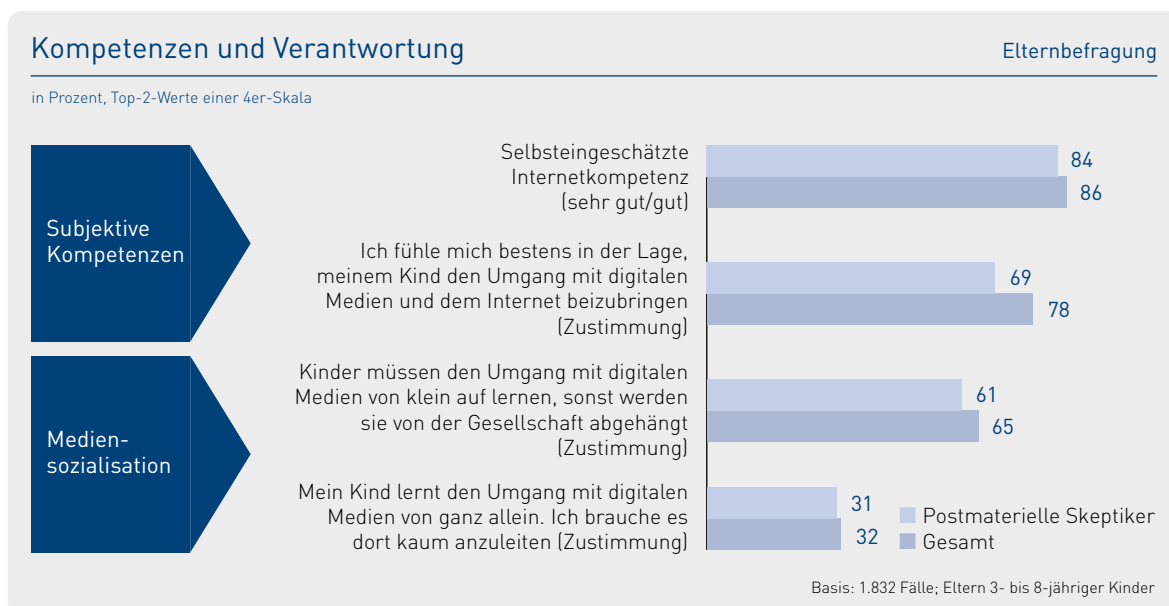 Kompetenzen und Verantwortung
Elternbefragung
in Prozent, Top-2-Werte einer 4er-Skala
Subjektive
Kompetenzen
Selbsteingeschätzte
Internetkompetenz
(sehr gut/gut)
84
86
Ich fühle mich bestens in der Lage,
meinem Kind den Umgang mit digitalen
Medien und dem Internet beizubringen
(Zustimmung)
69
78
Medien-
sozialisation
Kinder müssen den Umgang mit digitalen
Medien von klein auf lernen, sonst werden
sie von der Gesellschaft abgehängt
(Zustimmung)
61
65
Mein Kind lernt den Umgang mit digitalen
Medien von ganz allein. Ich brauche es
dort kaum anzuleiten (Zustimmung)
31
32
Postmaterielle Skeptiker
Gesamt
Basis: 1.832 Fälle; Eltern 3- bis 8-jähriger Kinder